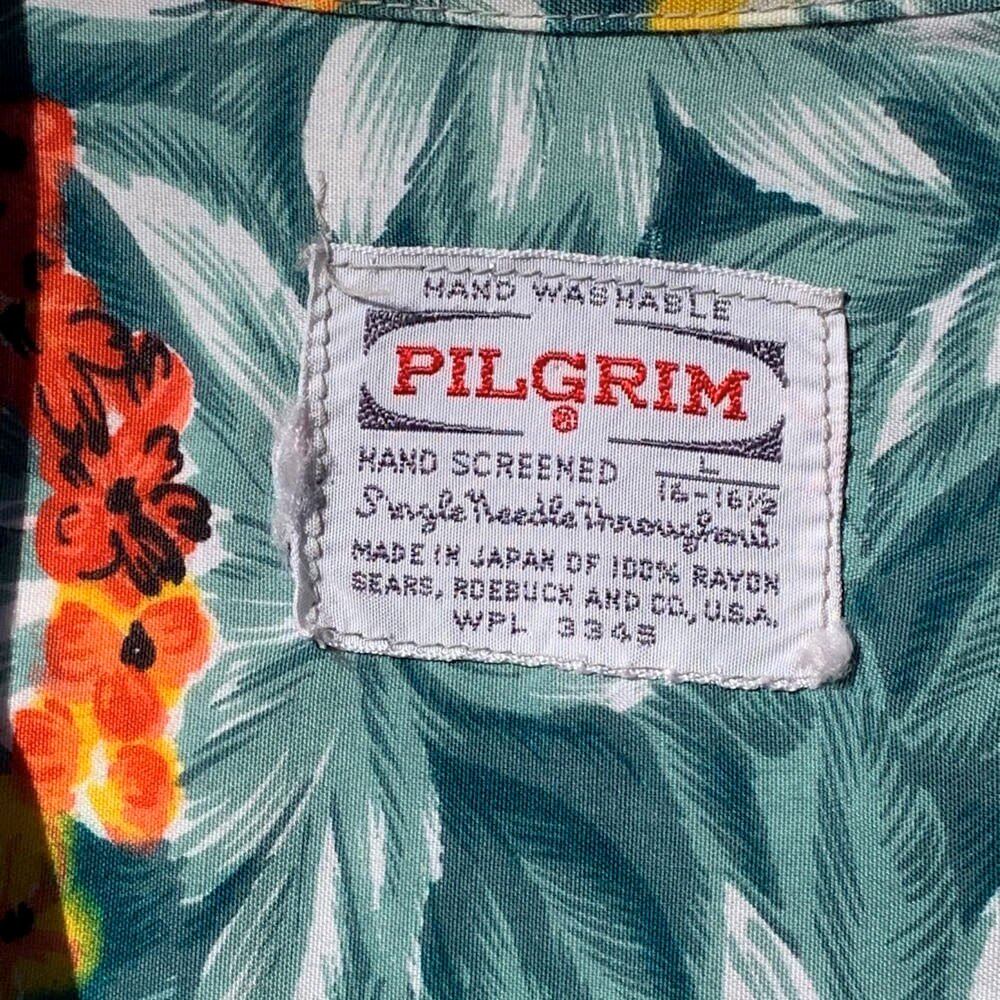 HAND WASHABLE
PILGRIM
®
HAND SCREENED
L
16-16½
Single Needle Throughout
MADE IN JAPAN OF 100% RAYON
SEARS, ROEBUCK AND CO., U.S.A.
WPL 3348